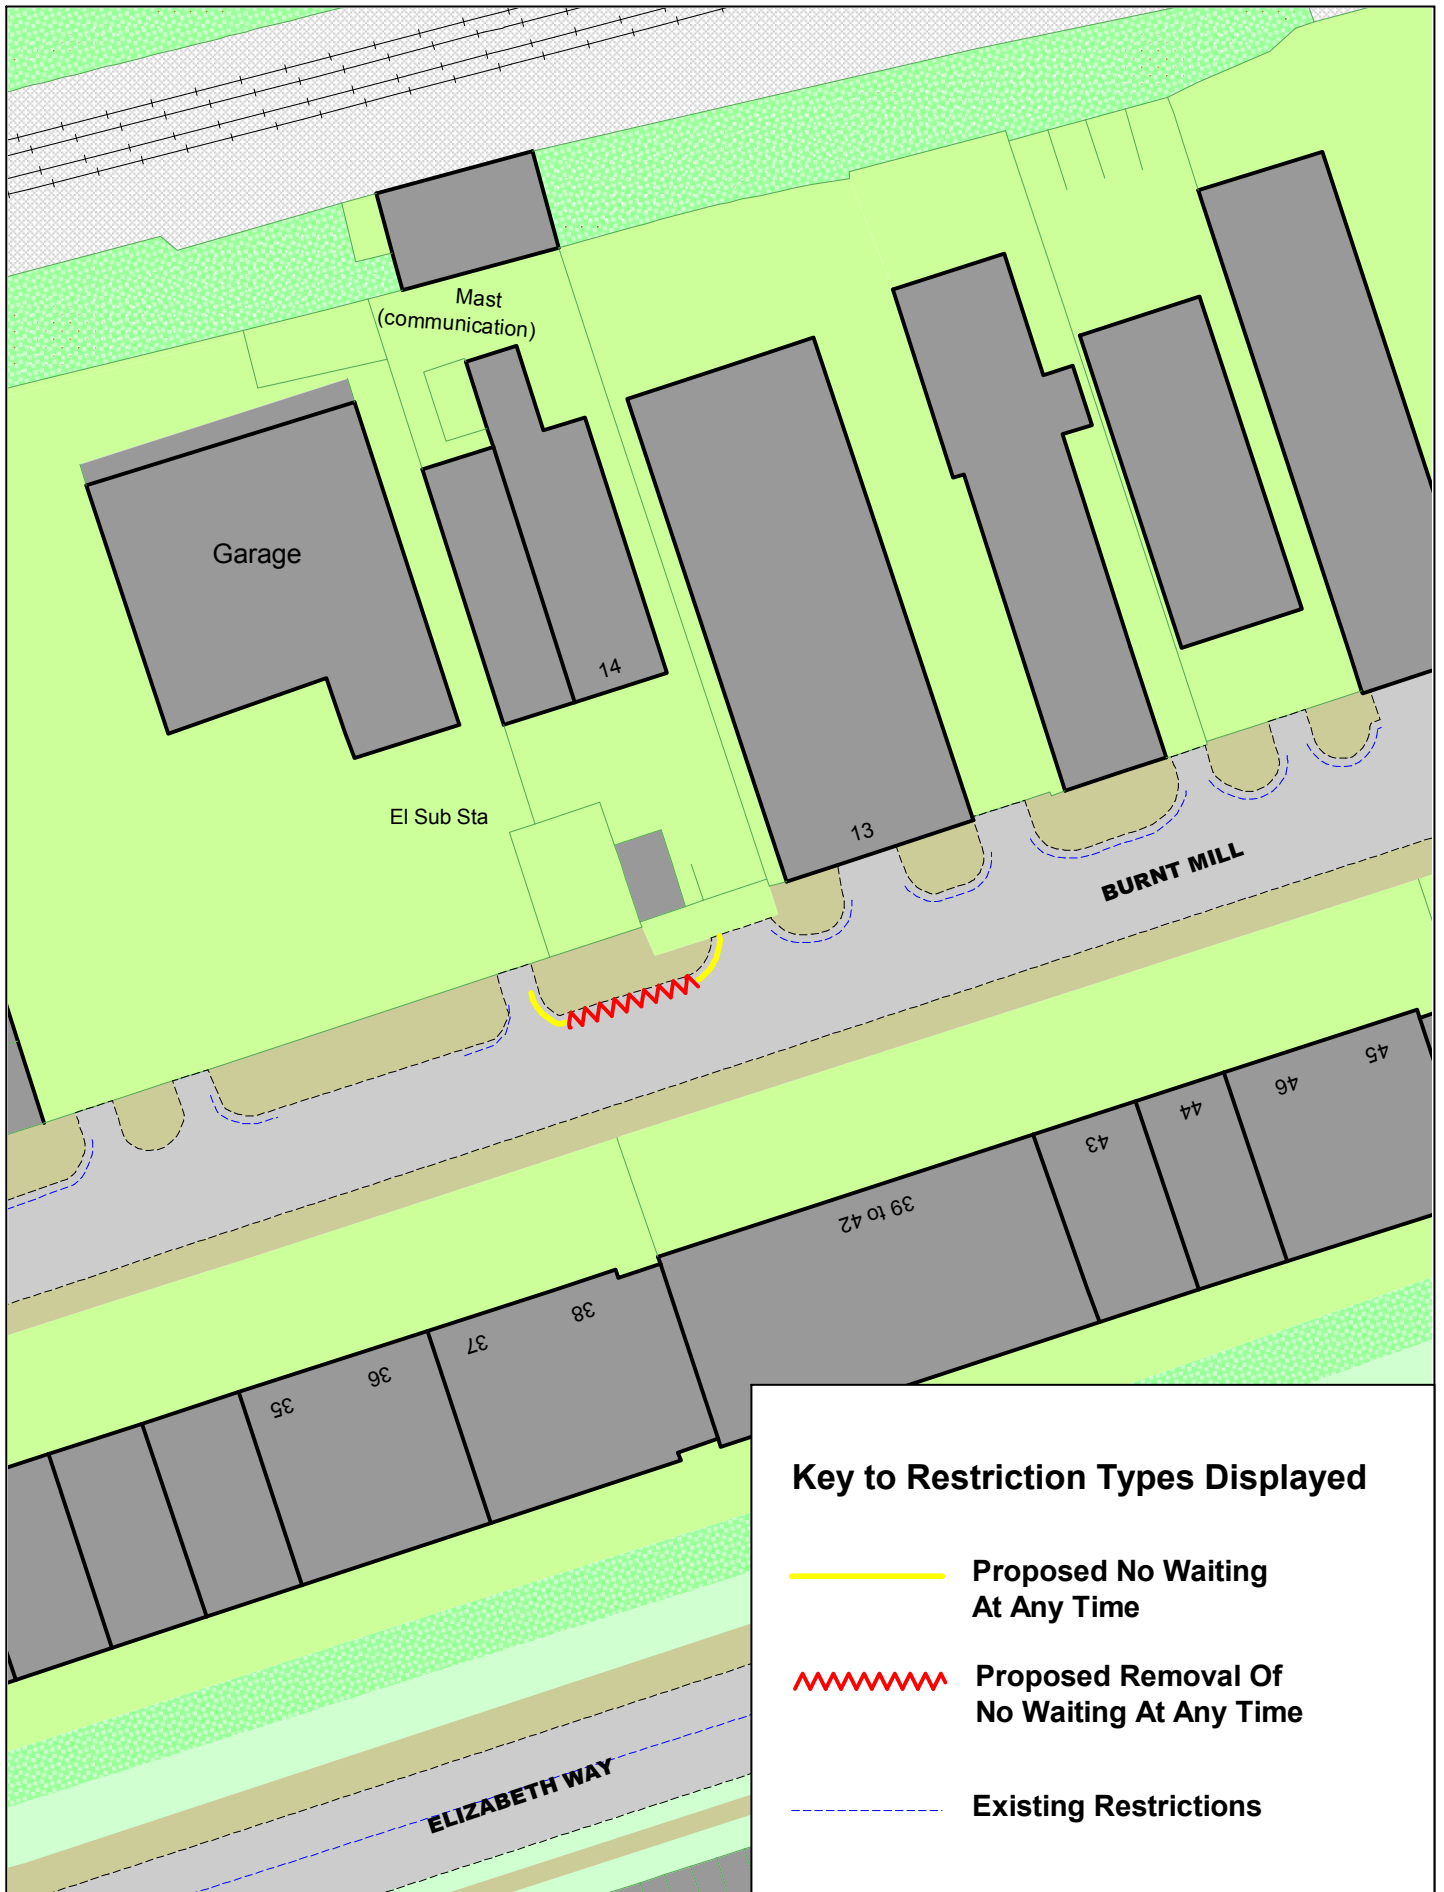 Mast
(communication)
Garage
14
El Sub Sta
13
BURNT MILL
45
46
44
43
39 to 42
38
37
36
35
Key to Restriction Types Displayed
Proposed No Waiting
At Any Time
Proposed Removal Of
No Waiting At Any Time
ELIZABETH WAY
Existing Restrictions